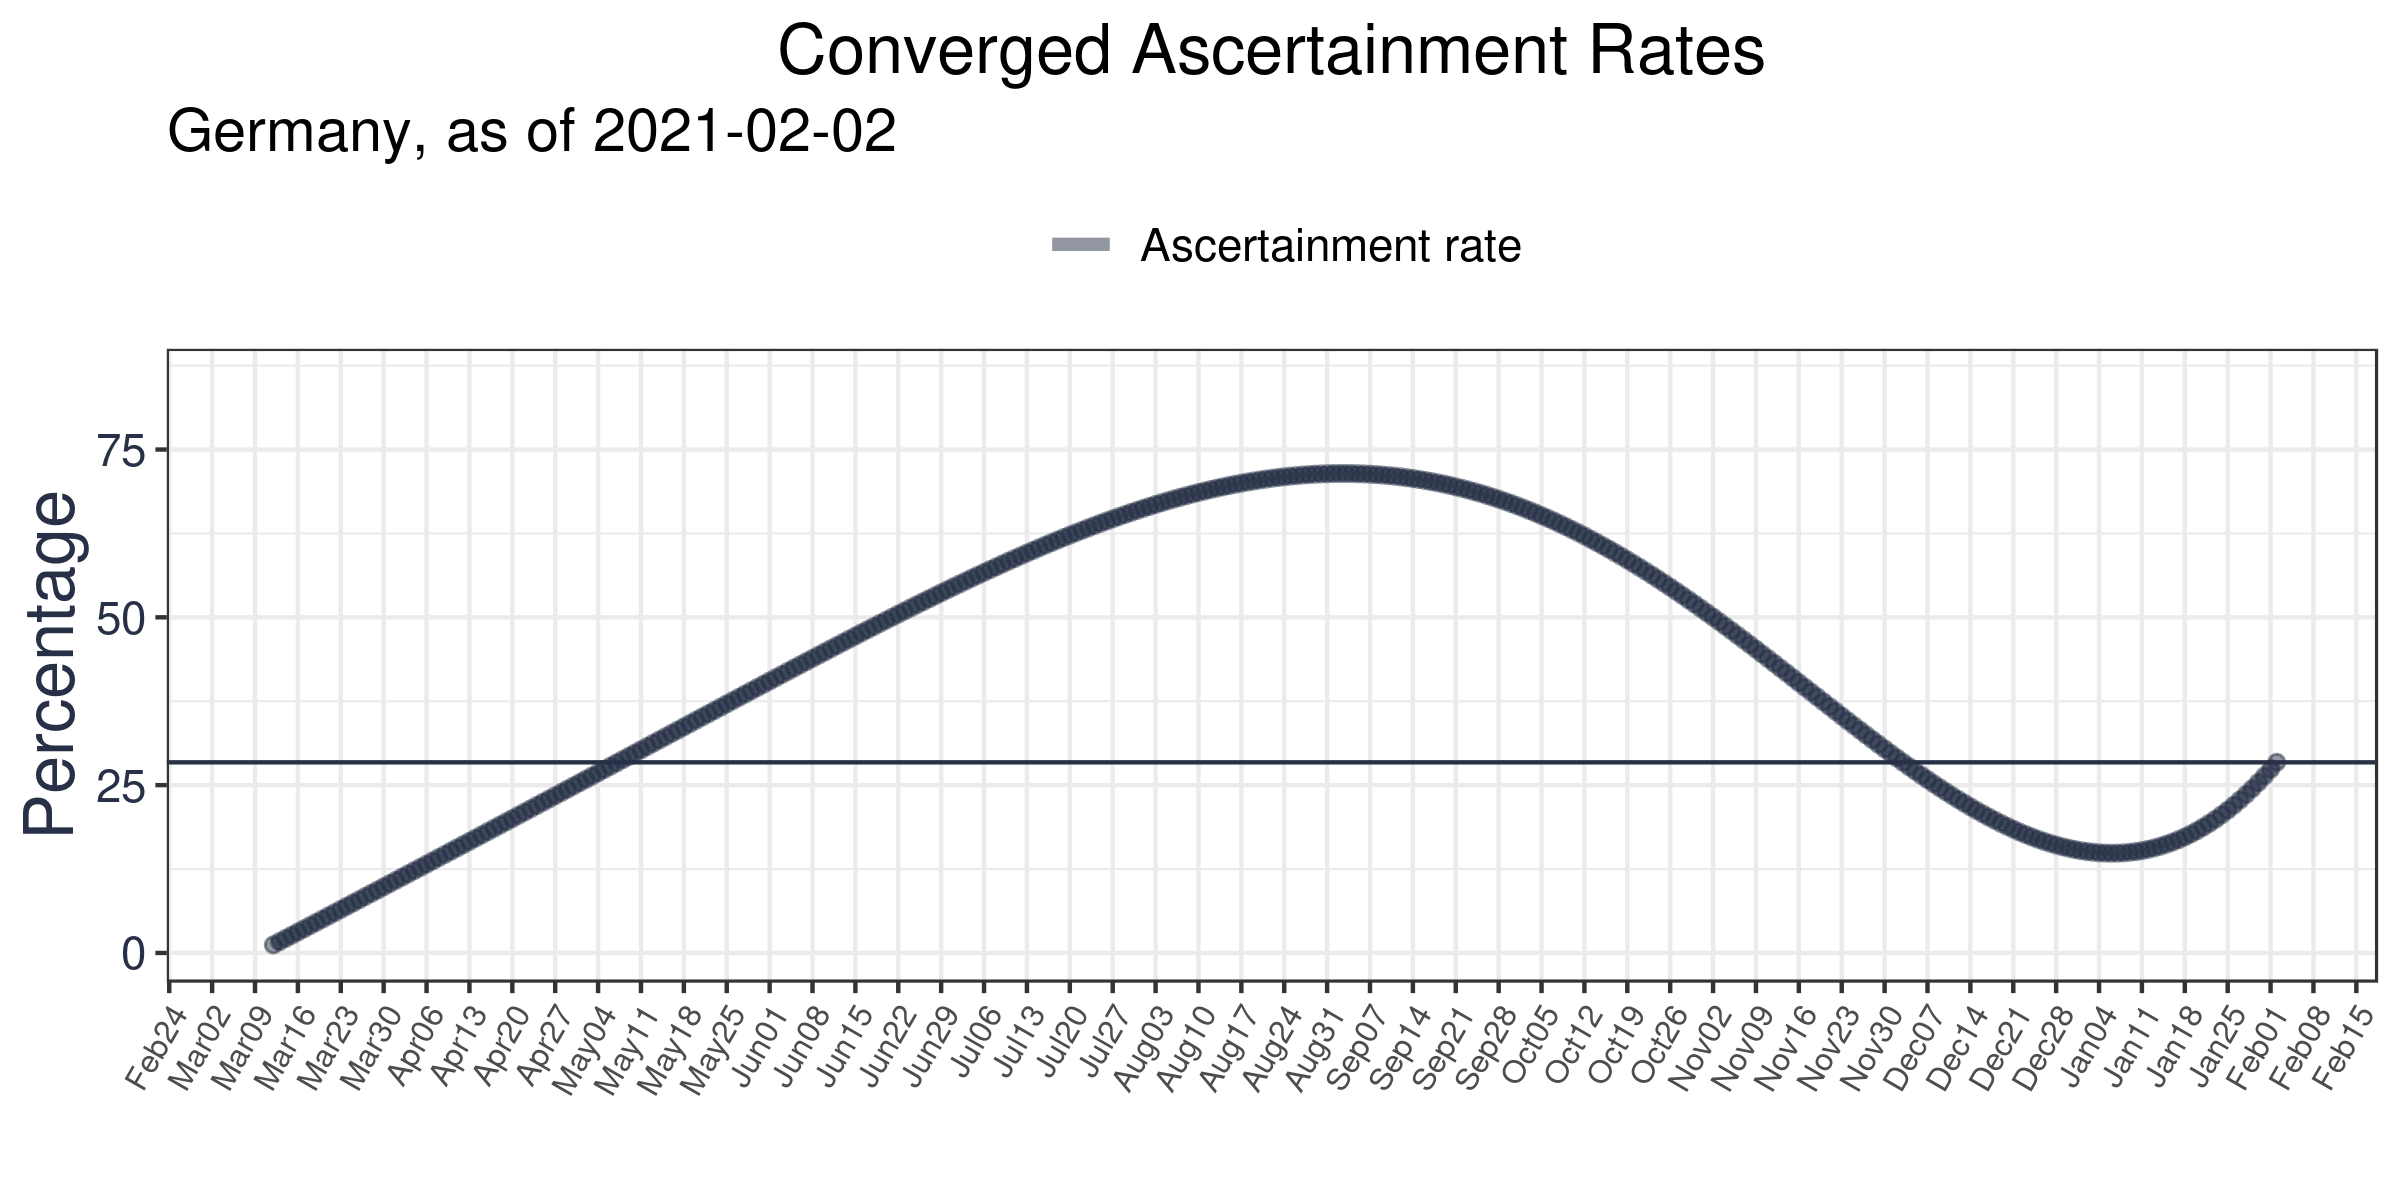 Converged Ascertainment Rates
Germany, as of 2021-02-02
Ascertainment rate
Percentage
75
50
25
0
Feb24 Mar02 Mar09 Mar16 Mar23 Mar30 Apr06 Apr13 Apr20 Apr27 May04 May11 May18 May25 Jun01 Jun08 Jun15 Jun22 Jun29 Jul06 Jul13 Jul20 Jul27 Aug03 Aug10 Aug17 Aug24 Aug31 Sep07 Sep14 Sep21 Sep28 Oct05 Oct12 Oct19 Oct26 Nov02 Nov09 Nov16 Nov23 Nov30 Dec07 Dec14 Dec21 Dec28 Jan04 Jan11 Jan18 Jan25 Feb01 Feb08 Feb15